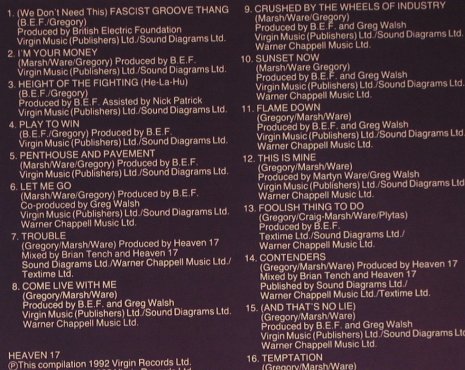 1. (We Don't Need This) FASCIST GROOVE THANG
(B.E.F./Gregory)
Produced by British Electric Foundation
Virgin Music (Publishers) Ltd./Sound Diagrams Ltd.
2. I'M YOUR MONEY
(Marsh/Ware/Gregory) Produced by B.E.F.
Virgin Music (Publishers) Ltd./Sound Diagrams Ltd.
3. HEIGHT OF THE FIGHTING (He-La-Hu)
(B.E.F./Gregory)
Produced by B.E.F. Assisted by Nick Patrick
Virgin Music (Publishers) Ltd./Sound Diagrams Ltd.
4. PLAY TO WIN
(B.E.F./Gregory) Produced by B.E.F.
Virgin Music (Publishers) Ltd./Sound Diagrams Ltd.
5. PENTHOUSE AND PAVEMENT
(Marsh/Ware/Gregory) Produced by B.E.F.
Virgin Music (Publishers) Ltd./Sound Diagrams Ltd.
6. LET ME GO
(Marsh/Ware/Gregory) Produced by B.E.F.
Co-produced by Greg Walsh
Virgin Music (Publishers) Ltd./Sound Diagrams Ltd.
Warner Chappell Music Ltd.
7. TROUBLE
(Gregory/Marsh/Ware) Produced by Heaven 17
Mixed by Brian Tench and Heaven 17
Sound Diagrams Ltd./Warner Chappell Music Ltd./
Textime Ltd.
8. COME LIVE WITH ME
(Gregory/Marsh/Ware)
Produced by B.E.F. and Greg Walsh
Virgin Music (Publishers) Ltd./Sound Diagrams Ltd./
Warner Chappell Music Ltd.
HEAVEN 17
Ⓟ This compilation 1992 Virgin Records Ltd.
9. CRUSHED BY THE WHEELS OF INDUSTRY
(Marsh/Ware/Gregory)
Produced by B.E.F. and Greg Walsh
Virgin Music (Publishers) Ltd./Sound Diagrams Ltd./
Warner Chappell Music Ltd.
10. SUNSET NOW
(Marsh/Ware Gregory)
Produced by B.E.F. and Greg Walsh
Virgin Music (Publishers) Ltd./Sound Diagrams Ltd./
Warner Chappell Music Ltd.
11. FLAME DOWN
(Gregory/Marsh/Ware)
Produced by B.E.F. and Greg Walsh
Virgin Music (Publishers) Ltd./Sound Diagrams Ltd./
Warner Chappell Music Ltd.
12. THIS IS MINE
(Gregory/Marsh/Ware)
Produced by Martyn Ware/Greg Walsh
Virgin Music (Publishers) Ltd./Sound Diagrams Ltd
Warner Chappell Music Ltd.
13. FOOLISH THING TO DO
(Gregory/Craig-Marsh/Ware/Plytas)
Produced by B.E.F.
Textime Ltd./Sound Diagrams Ltd./
Warner Chappell Music Ltd.
14. CONTENDERS
(Gregory/Marsh/Ware) Produced by Heaven 17
Mixed by Brian Tench and Heaven 17
Published by Sound Diagrams Ltd./
Warner Chappell Music Ltd./Textime Ltd.
15. (AND THAT'S NO LIE)
(Gregory/Marsh/Ware)
Produced by B.E.F. and Greg Walsh
Virgin Music (Publishers) Ltd./Sound Diagrams Ltd.
Warner Chappell Music Ltd.
16. TEMPTATION
(Gregory/Marsh/Ware)